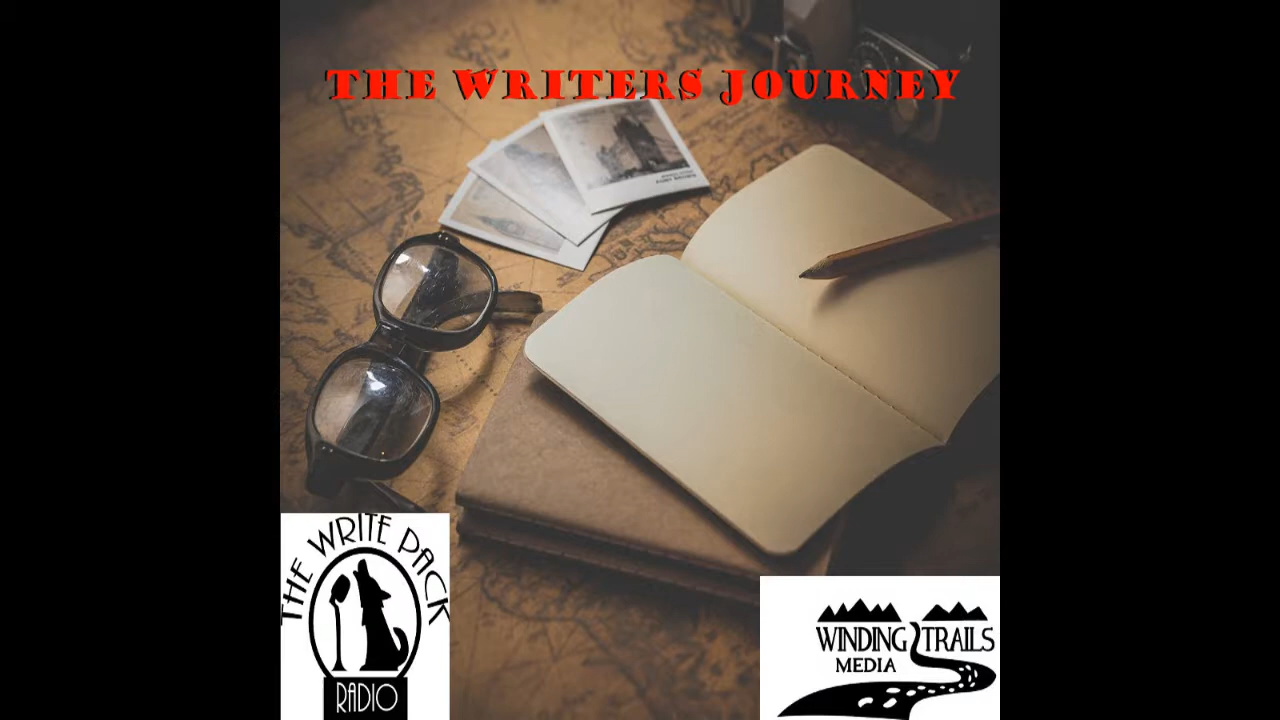 THE WRITERS JOURNEY
THE WRITE PACK
RADIO
WINDING TRAILS
MEDIA